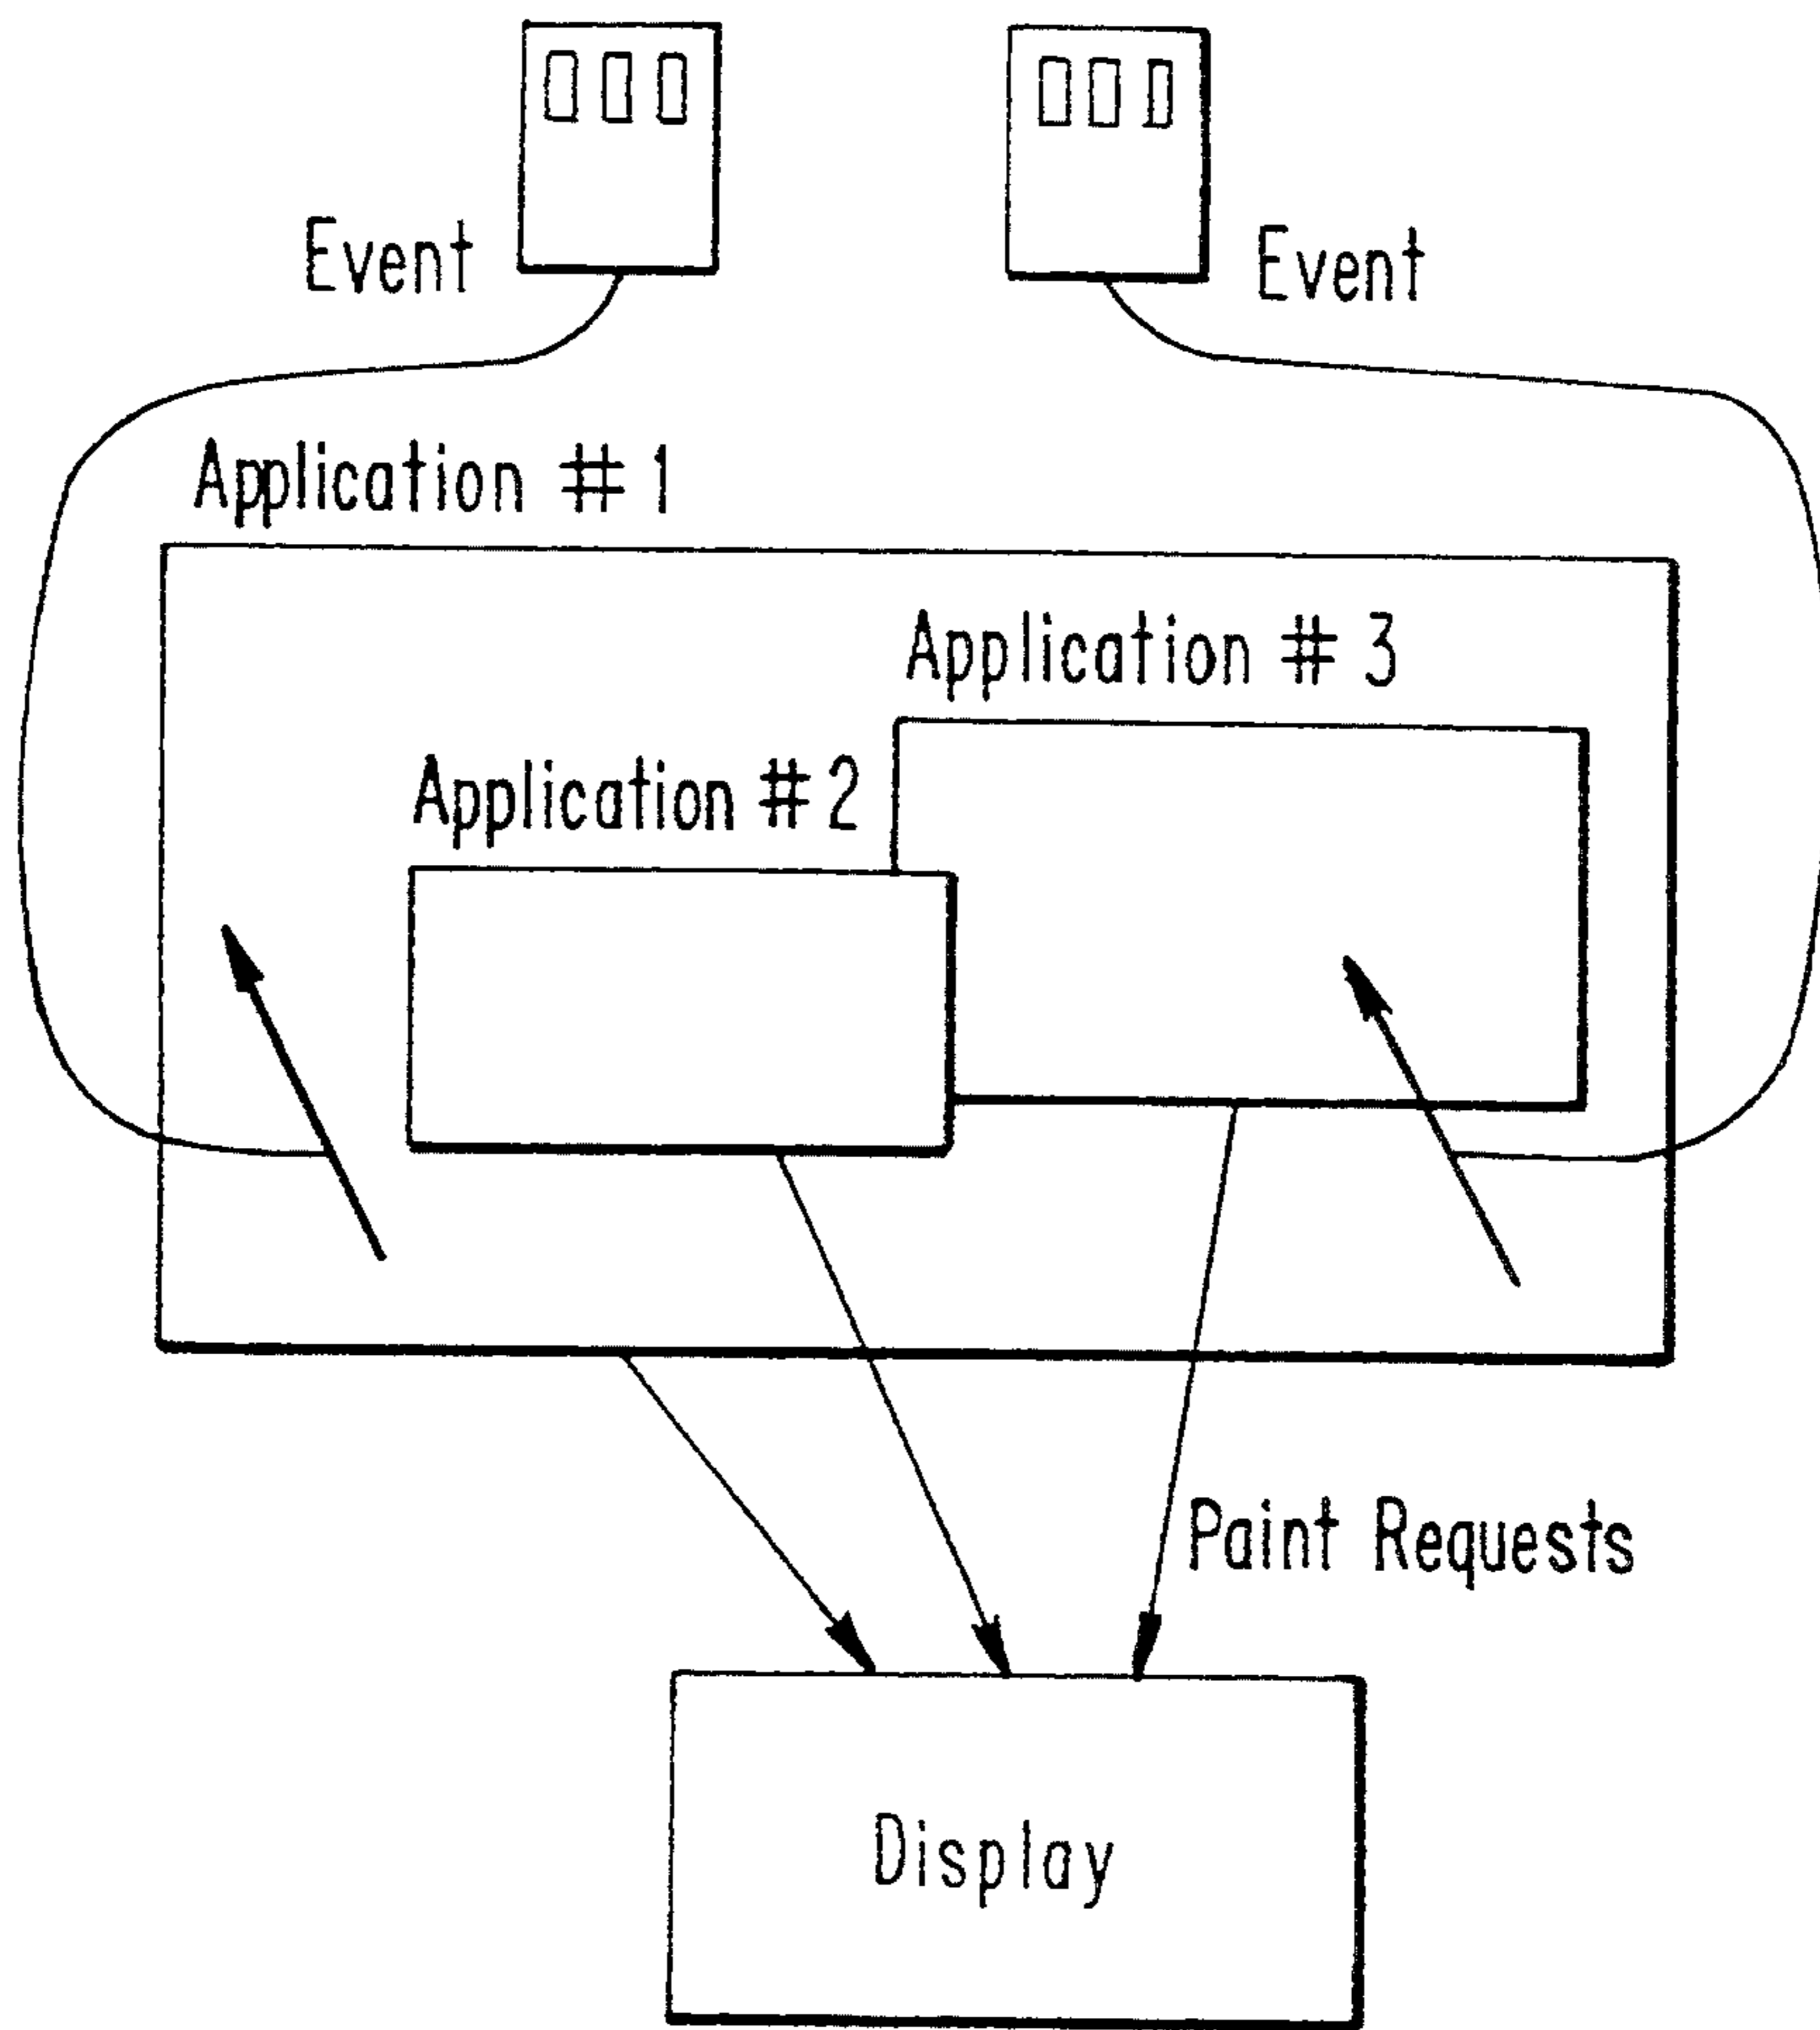 Event
Event
Application # 1
Application # 3
Application #2
Paint Requests
Display